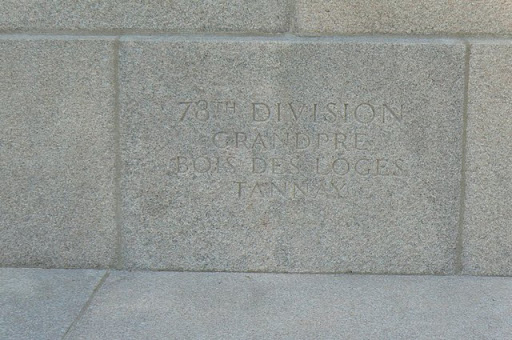 78TH DIVISION
GRANDPRE
BOIS DES LOGES
TANNAY